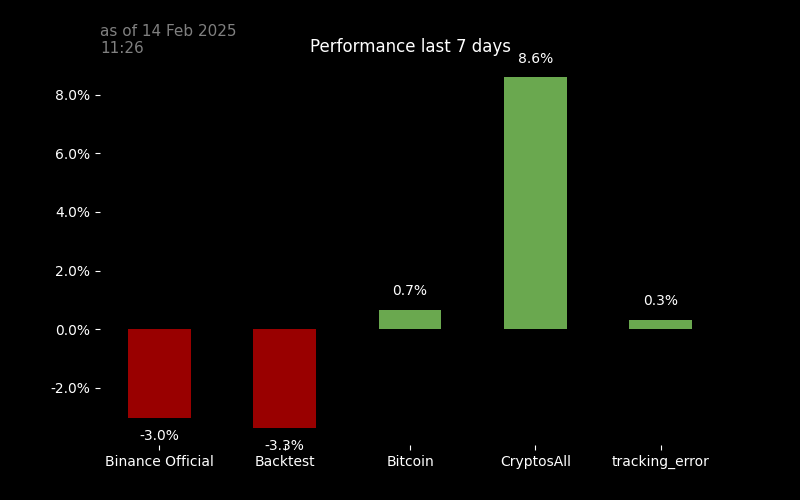 as of 14 Feb 2025
11:26
Performance last 7 days
8.6%
8.0%
6.0%
4.0%
2.0%
0.7%
0.3%
0.0%
-2.0%
-3.0%
-3.3%
Binance Official
Backtest
Bitcoin
CryptosAll
tracking_error